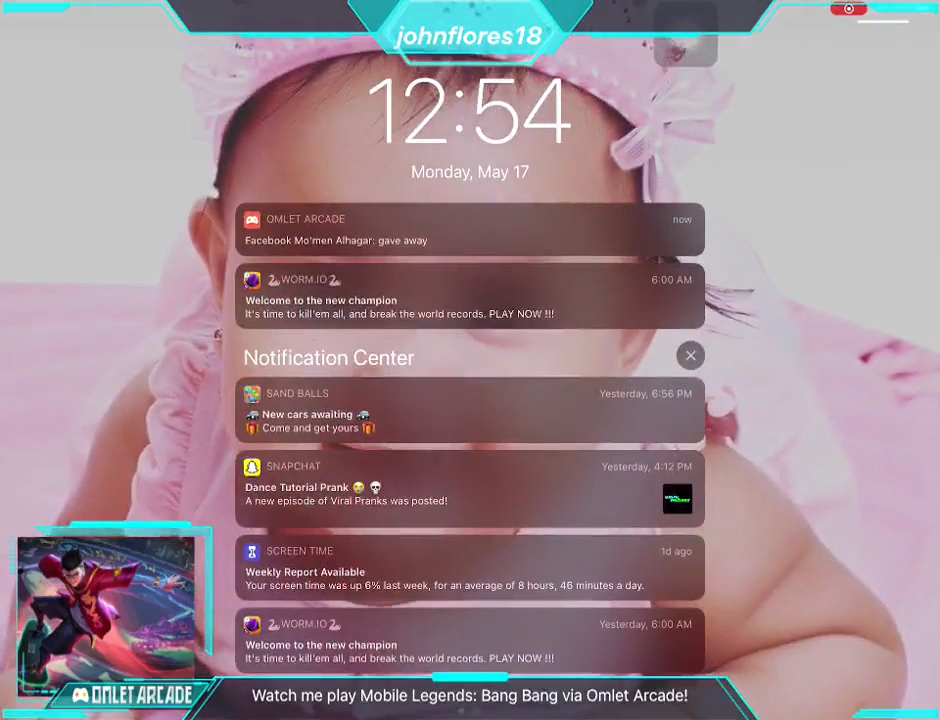 johnflores18
12:54
Monday, May 17
OMLET ARCADE now
Facebook Mo'men Alhagar: gave away
🦢WORM.IO🦢 6:00 AM
Welcome to the new champion
It's time to kill'em all, and break the world records. PLAY NOW !!!
Notification Center
SAND BALLS Yesterday, 6:56 PM
🚙 New cars awaiting 🚙
🎁 Come and get yours 🎁
SNAPCHAT Yesterday, 4:12 PM
Dance Tutorial Prank 😭 💀
A new episode of Viral Pranks was posted!
SCREEN TIME 1d ago
Weekly Report Available
Your screen time was up 6% last week, for an average of 8 hours, 46 minutes a day.
🦢WORM.IO🦢 Yesterday, 6:00 AM
Welcome to the new champion
It's time to kill'em all, and break the world records. PLAY NOW !!!
OMLET ARCADE
Watch me play Mobile Legends: Bang Bang via Omlet Arcade!